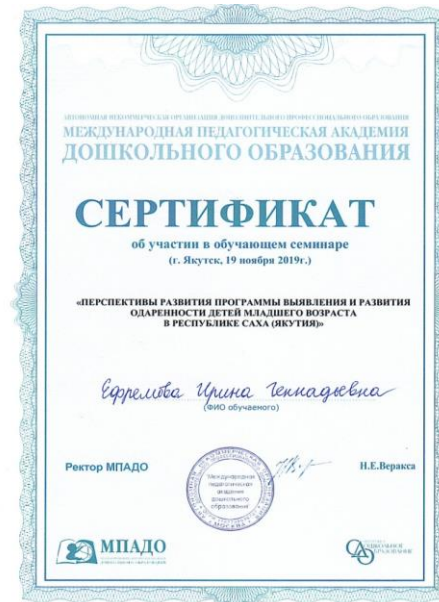 АВТОНОМНАЯ НЕКОММЕРЧЕСКАЯ ОРГАНИЗАЦИЯ ДОПОЛНИТЕЛЬНОГО ПРОФЕССИОНАЛЬНОГО ОБРАЗОВАНИЯ
МЕЖДУНАРОДНАЯ ПЕДАГОГИЧЕСКАЯ АКАДЕМИЯ
ДОШКОЛЬНОГО ОБРАЗОВАНИЯ
СЕРТИФИКАТ
об участии в обучающем семинаре
(г. Якутск, 19 ноября 2019г.)
«ПЕРСПЕКТИВЫ РАЗВИТИЯ ПРОГРАММЫ ВЫЯВЛЕНИЯ И РАЗВИТИЯ
ОДАРЕННОСТИ ДЕТЕЙ МЛАДШЕГО ВОЗРАСТА
В РЕСПУБЛИКЕ САХА (ЯКУТИЯ)»
Ефремова Ирина Геннадьевна
(ФИО обучаемого)
Ректор МПАДО
Н.Е.Веракса
Международная
педагогическая
академия
дошкольного
образования
МПАДО
ДОШКОЛЬНОЕ
ОБРАЗОВАНИЕ